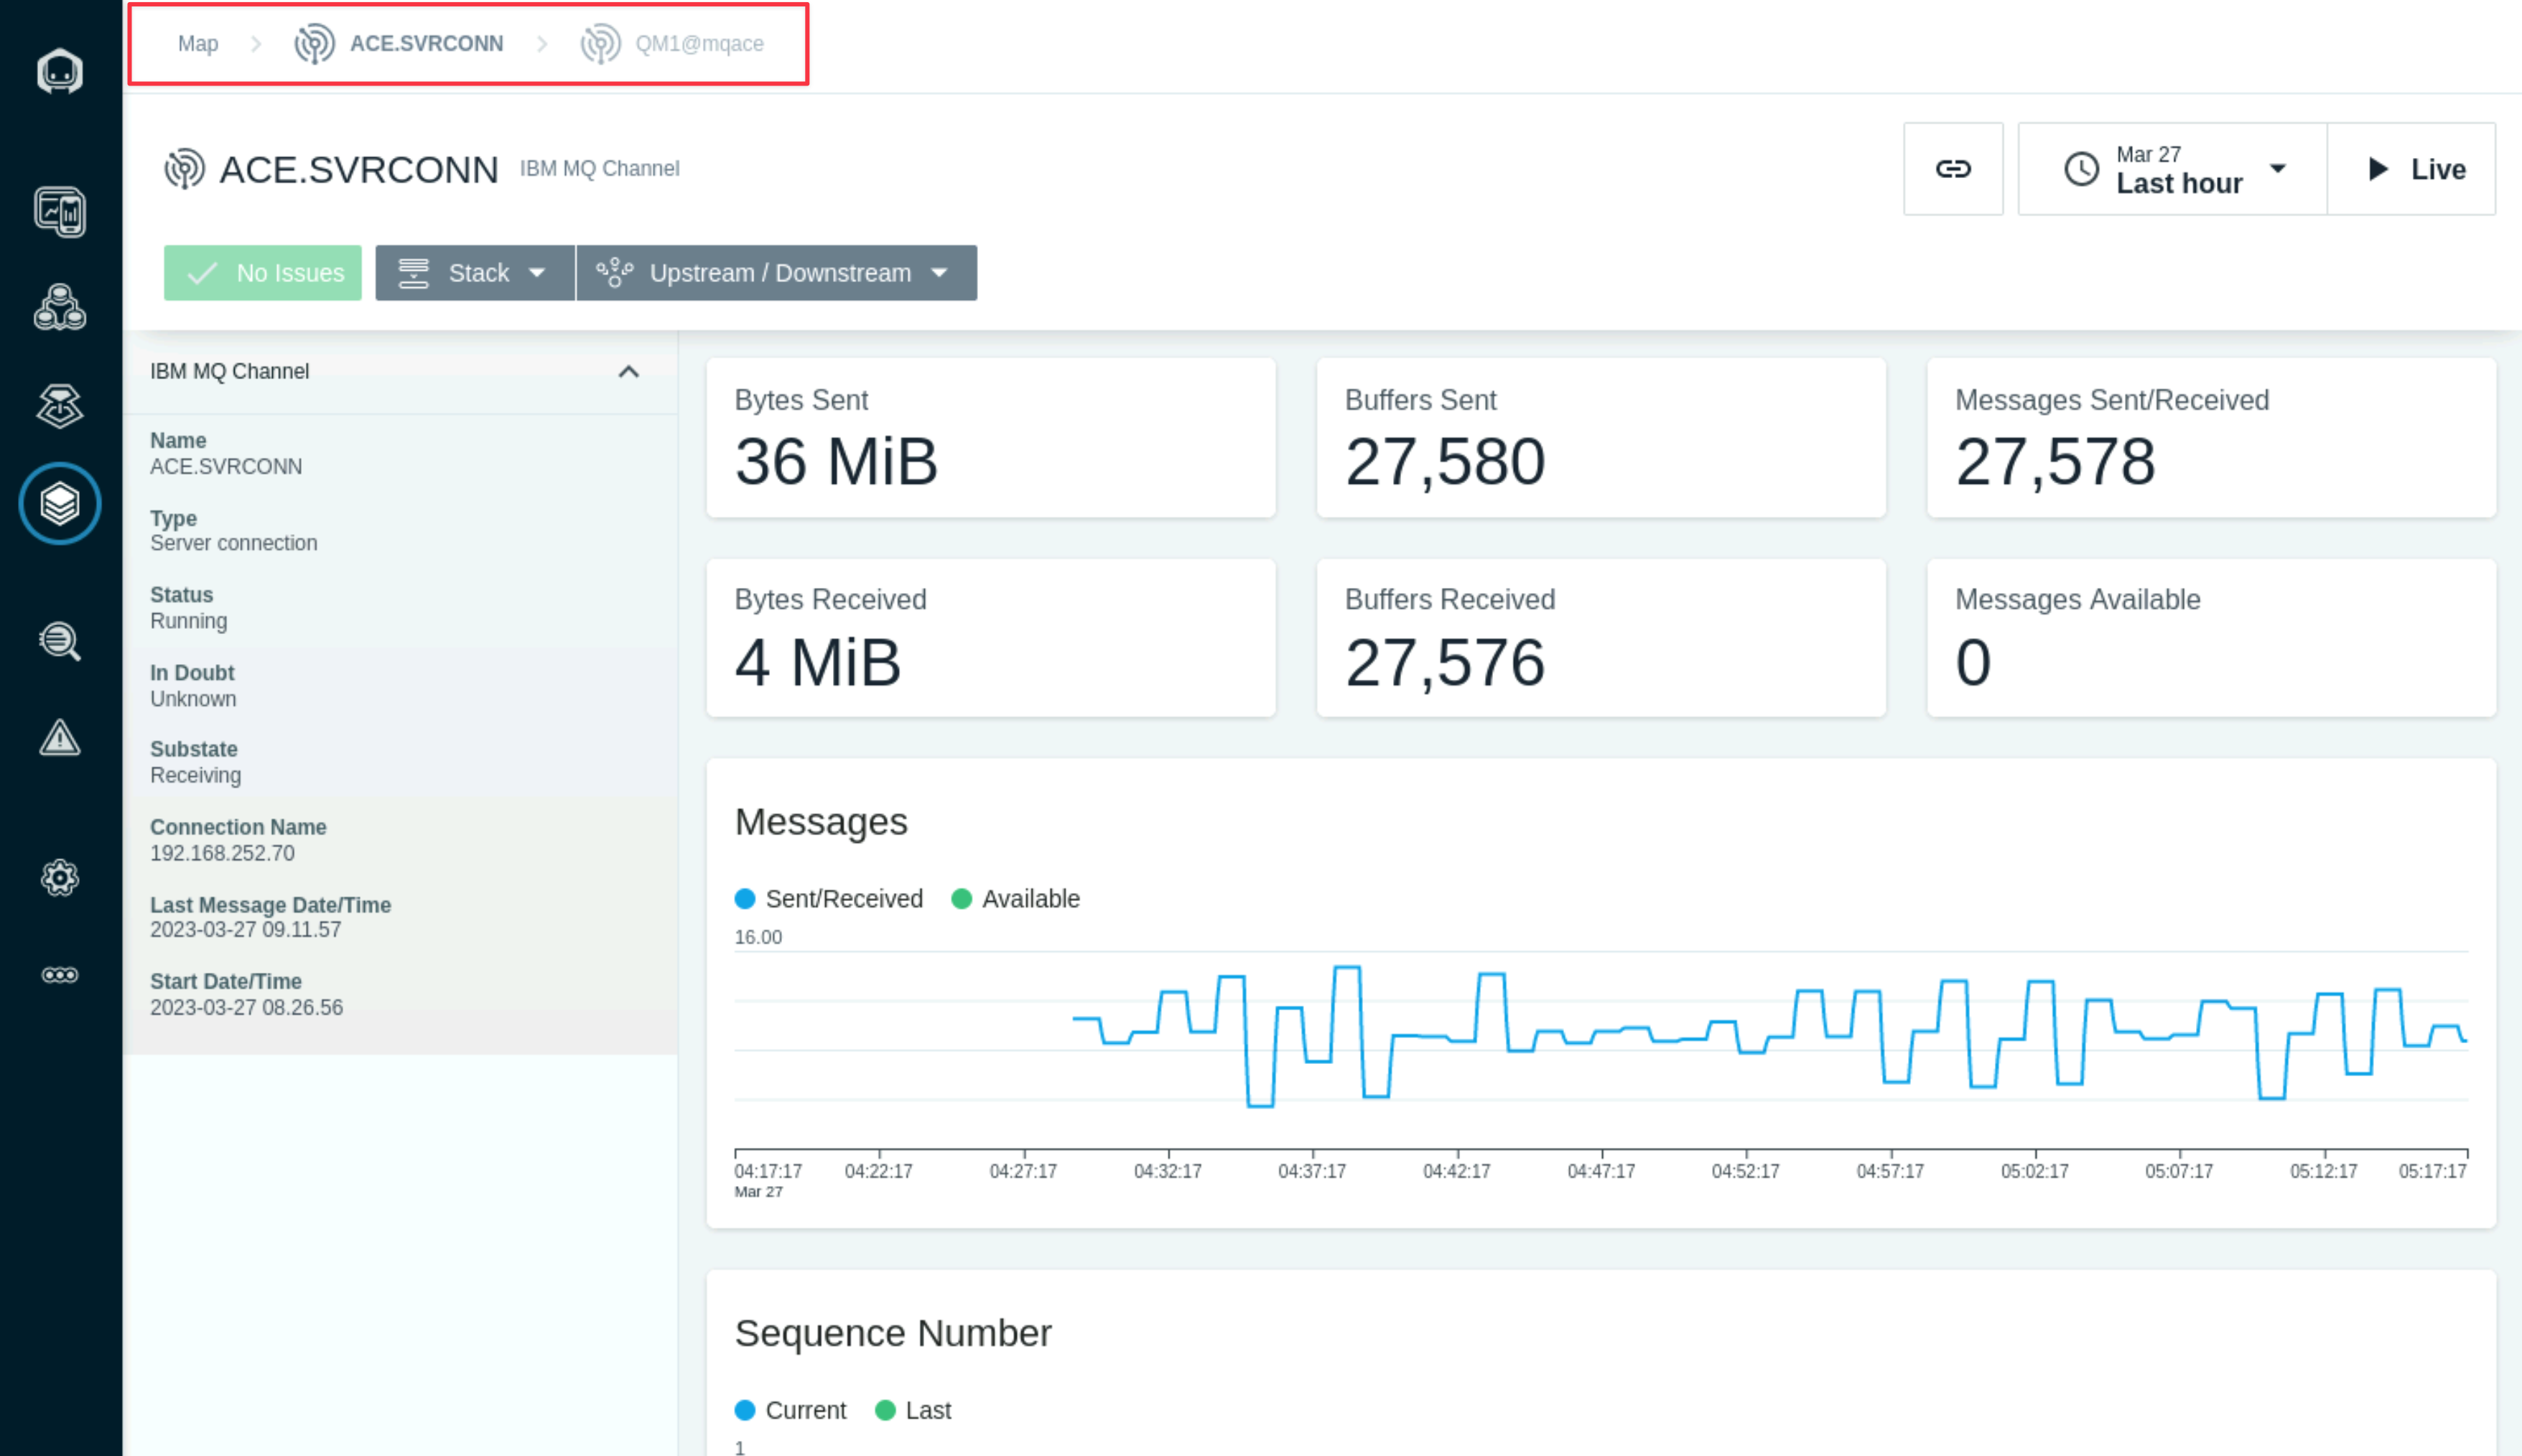 Map ACE.SVRCONN QM1@mqace
ACE.SVRCONN IBM MQ Channel
Mar 27
Last hour
Live
No Issues Stack Upstream / Downstream
IBM MQ Channel
Name
ACE.SVRCONN
Type
Server connection
Status
Running
In Doubt
Unknown
Substate
Receiving
Connection Name
192.168.252.70
Last Message Date/Time
2023-03-27 09.11.57
Start Date/Time
2023-03-27 08.26.56
Bytes Sent
36 MiB
Buffers Sent
27,580
Messages Sent/Received
27,578
Bytes Received
4 MiB
Buffers Received
27,576
Messages Available
0
Messages
Sent/Received Available
16.00
04:17:17 04:22:17 04:27:17 04:32:17 04:37:17 04:42:17 04:47:17 04:52:17 04:57:17 05:02:17 05:07:17 05:12:17 05:17:17
Mar 27
Sequence Number
Current Last
1